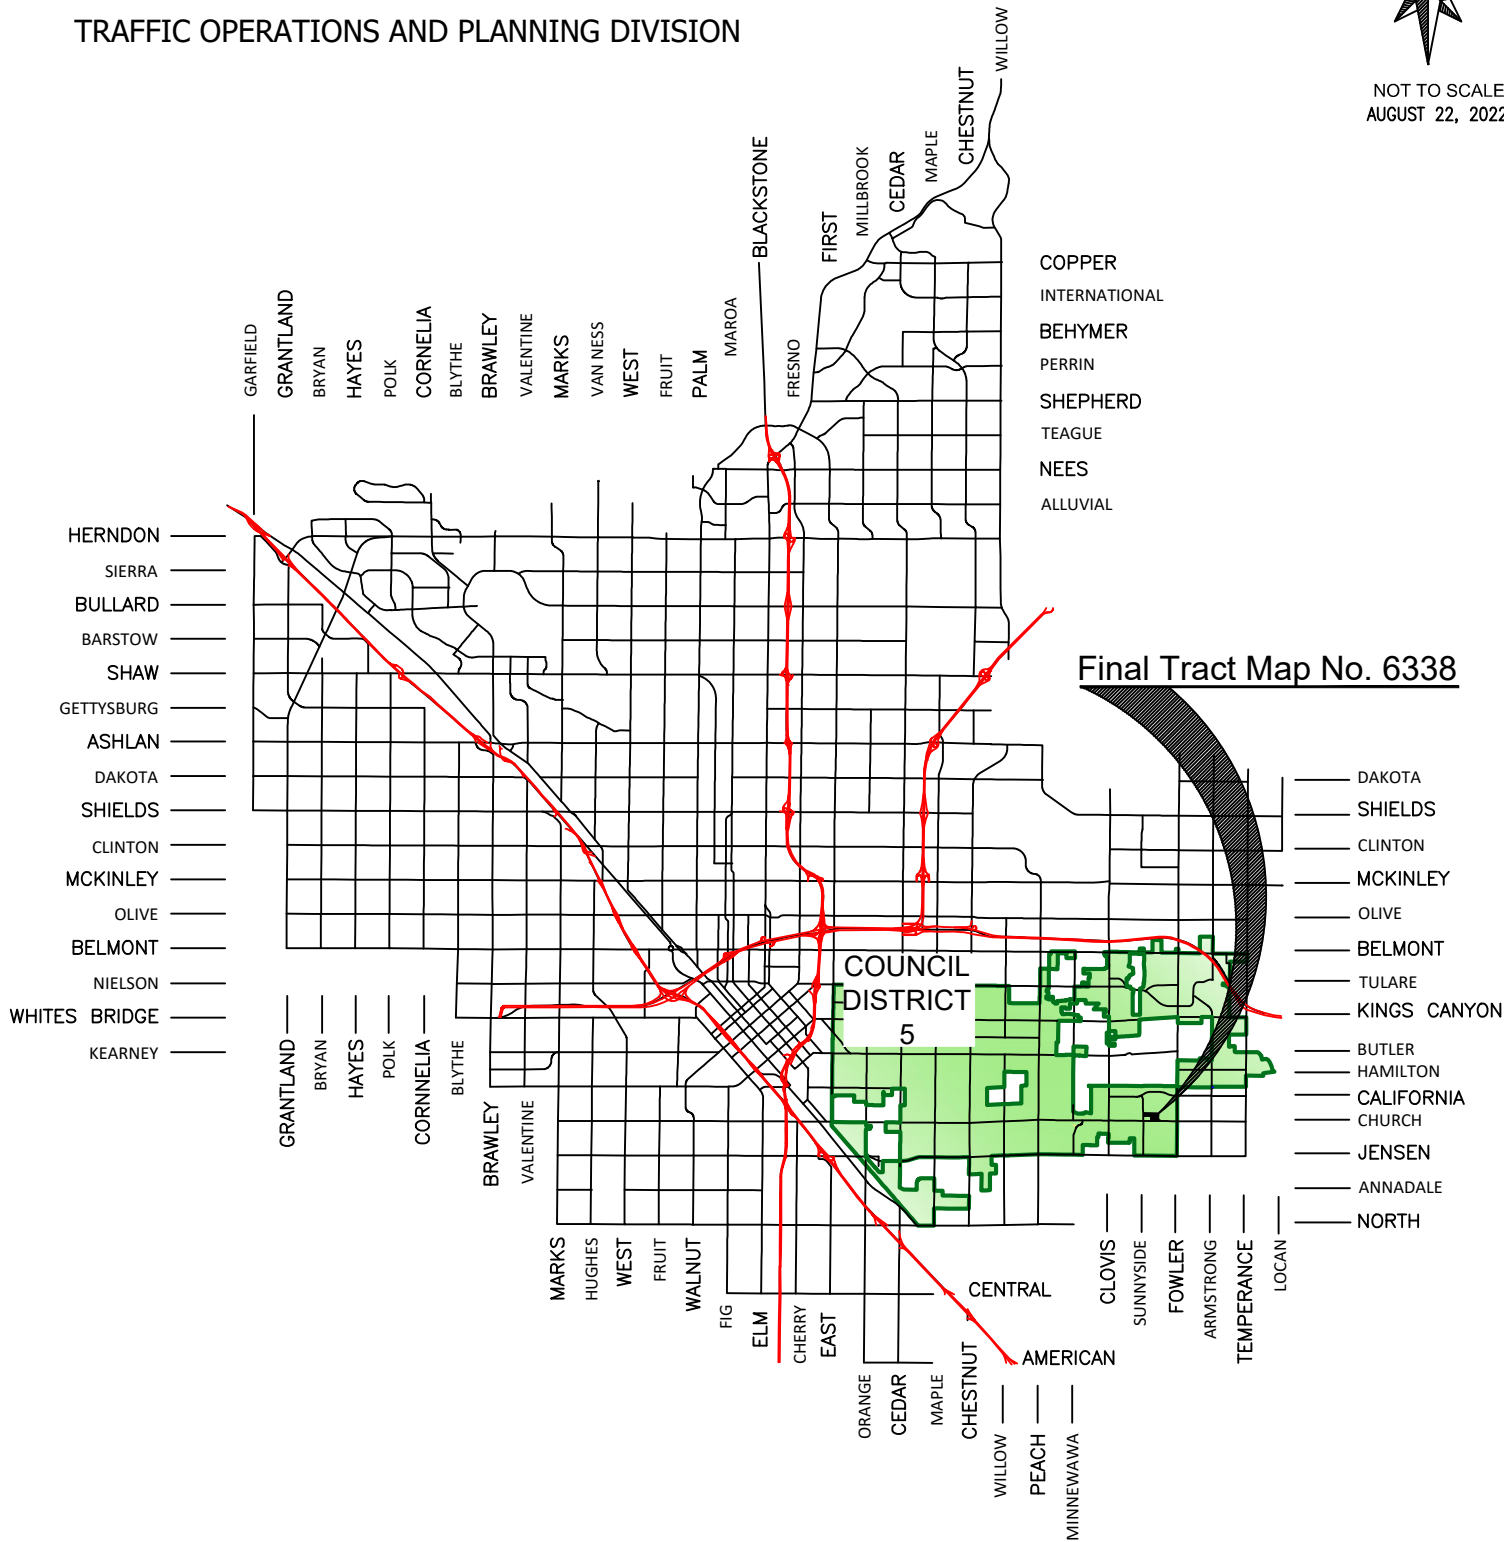 TRAFFIC OPERATIONS AND PLANNING DIVISION
NOT TO SCALE
AUGUST 22, 2022
WILLOW
CHESTNUT
MAPLE
CEDAR
MILLBROOK
FIRST
BLACKSTONE
FRESNO
MAROA
PALM
FRUIT
WEST
VAN NESS
MARKS
VALENTINE
BRAWLEY
BLYTHE
CORNELIA
POLK
HAYES
BRYAN
GRANTLAND
GARFIELD
COPPER
INTERNATIONAL
BEHYMER
PERRIN
SHEPHERD
TEAGUE
NEES
ALLUVIAL
HERNDON
SIERRA
BULLARD
BARSTOW
SHAW
GETTYSBURG
ASHLAN
DAKOTA
SHIELDS
CLINTON
MCKINLEY
OLIVE
BELMONT
NIELSON
WHITES BRIDGE
KEARNEY
Final Tract Map No. 6338
DAKOTA
SHIELDS
CLINTON
MCKINLEY
OLIVE
BELMONT
TULARE
KINGS CANYON
BUTLER
HAMILTON
CALIFORNIA
CHURCH
JENSEN
ANNADALE
NORTH
COUNCIL
DISTRICT
5
GRANTLAND
BRYAN
HAYES
POLK
CORNNELIA
BLYTHE
BRAWLEY
VALENTINE
MARKS
HUGHES
WEST
FRUIT
WALNUT
FIG
ELM
CHERRY
EAST
ORANGE
CEDAR
MAPLE
CHESTNUT
WILLOW
PEACH
MINNEWAWA
CENTRAL
AMERICAN
CLOVIS
SUNNYSIDE
FOWLER
ARMSTRONG
TEMPERANCE
LOCAN